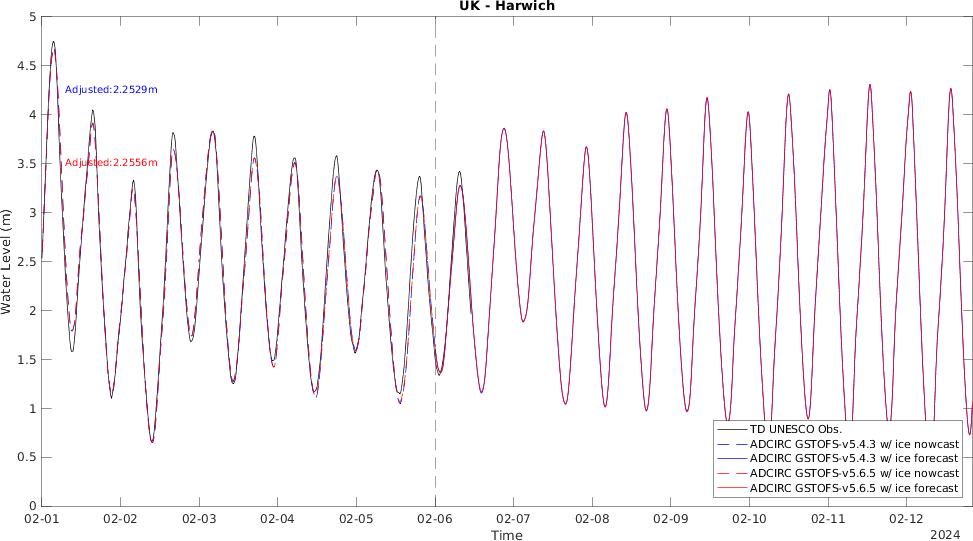 UK - Harwich
5
4.5
4
3.5
3
2.5
2
1.5
1
0.5
0
Water Level (m)
Adjusted:2.2529m
Adjusted:2.2556m
TD UNESCO Obs.
ADCIRC GSTOFS-v5.4.3 w/ ice nowcast
ADCIRC GSTOFS-v5.4.3 w/ ice forecast
ADCIRC GSTOFS-v5.6.5 w/ ice nowcast
ADCIRC GSTOFS-v5.6.5 w/ ice forecast
02-01 02-02 02-03 02-04 02-05 02-06 02-07 02-08 02-09 02-10 02-11 02-12
Time
2024